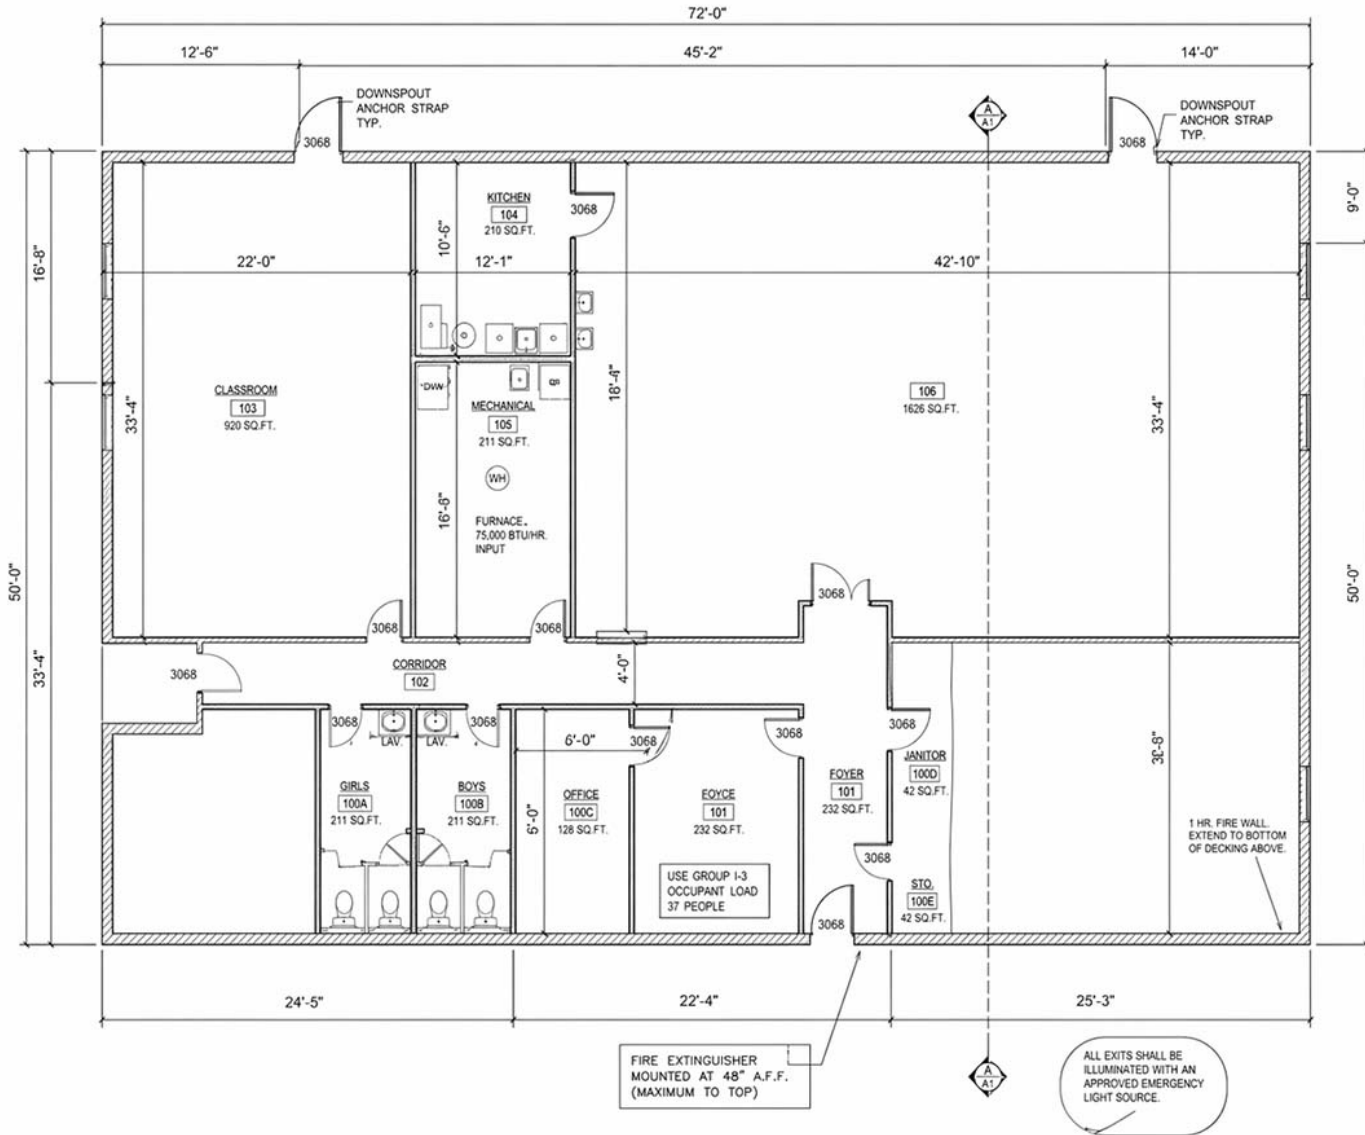 72'-0"
12'-6"
45'-2"
14'-0"
DOWNSPOUT
ANCHOR STRAP
TYP.
A
A1
DOWNSPOUT
ANCHOR STRAP
TYP.
3068
3068
KITCHEN
104
210 SQ.FT.
3068
9'-0"
16'-8"
10'-6"
22'-0"
12'-1"
42'-10"
CLASSROOM
103
920 SQ.FT.
33'-4"
MECHANICAL
105
211 SQ.FT.
106
1626 SQ.FT.
33'-4"
WH
16'-8"
FURNACE.
75,000 BTU/HR.
INPUT
50'-0"
50'-0"
3068
3068
3068
33'-4"
3068
CORRIDOR
102
4'-0"
3068
LAV.
LAV.
3068
6'-0"
3068
3068
3068
JANITOR
100D
42 SQ.FT.
GIRLS
100A
211 SQ.FT.
BOYS
100B
211 SQ.FT.
OFFICE
100C
128 SQ.FT.
EOYCE
101
232 SQ.FT.
FOYER
101
232 SQ.FT.
1 HR. FIRE WALL.
EXTEND TO BOTTOM
OF DECKING ABOVE.
3068
USE GROUP I-3
OCCUPANT LOAD
37 PEOPLE
STO.
100E
42 SQ.FT.
3068
24'-5"
22'-4"
25'-3"
FIRE EXTINGUISHER
MOUNTED AT 48" A.F.F.
(MAXIMUM TO TOP)
A
A1
ALL EXITS SHALL BE
ILLUMINATED WITH AN
APPROVED EMERGENCY
LIGHT SOURCE.